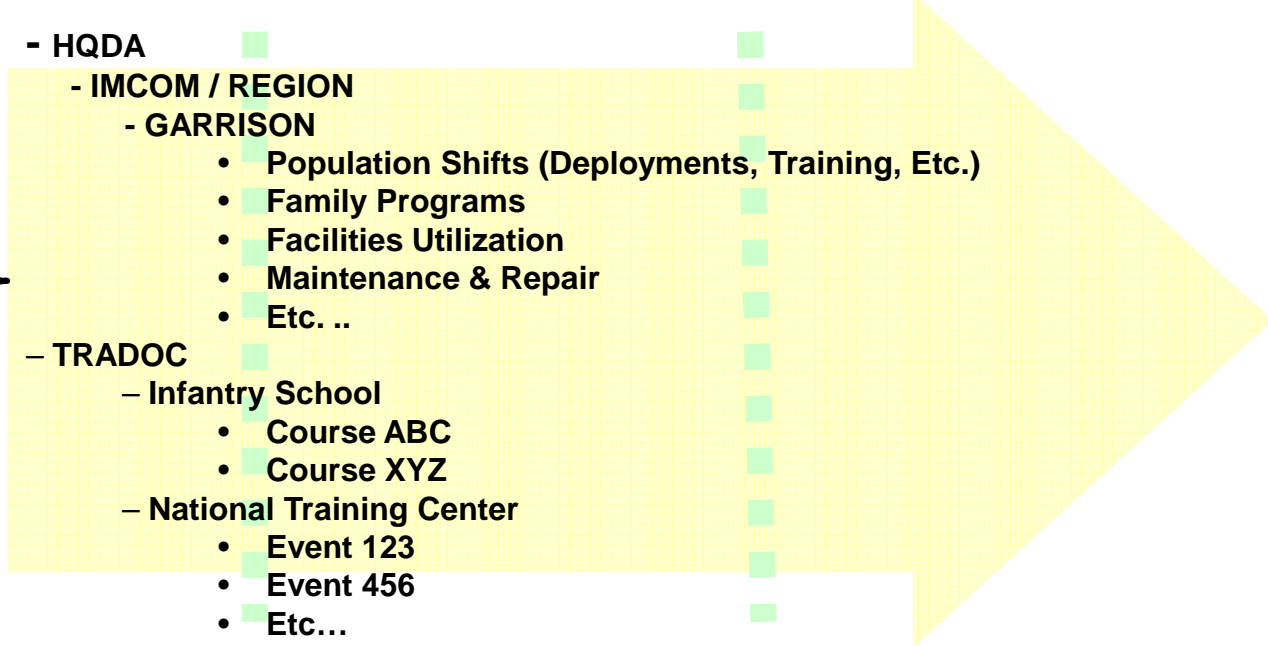 - HQDA
- IMCOM / REGION
- GARRISON
• Population Shifts (Deployments, Training, Etc.)
• Family Programs
• Facilities Utilization
• Maintenance & Repair
• Etc. ..
– TRADOC
– Infantry School
• Course ABC
• Course XYZ
– National Training Center
• Event 123
• Event 456
• Etc…